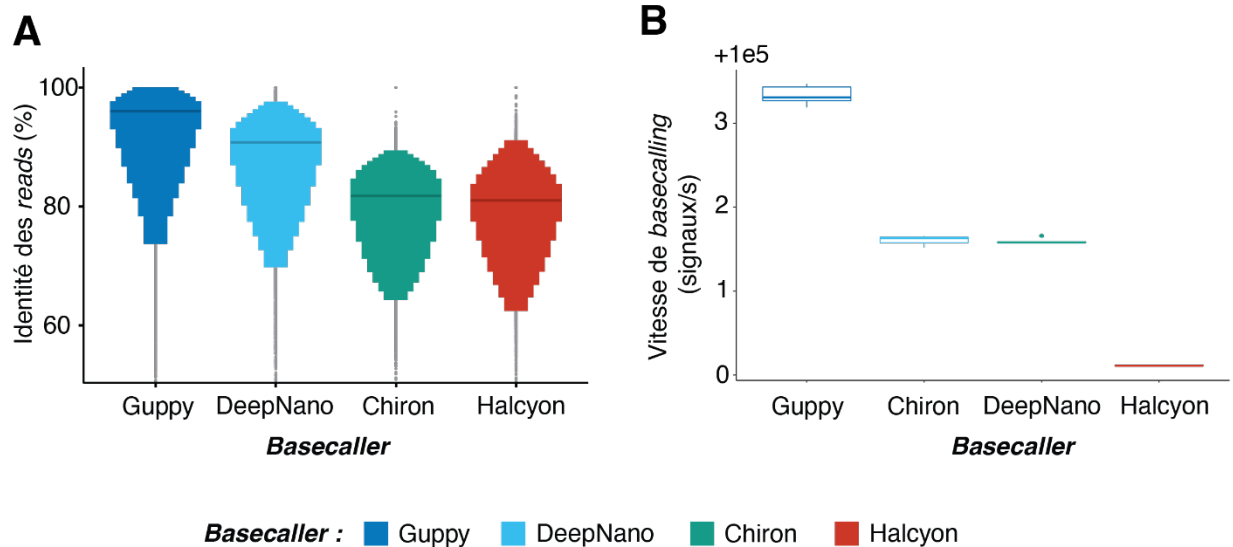 A
Identité des reads (%)
100
80
60
Guppy DeepNano Chiron Halcyon
Basecaller
B
+1e5
Vitesse de basecalling
(signaux/s)
3
2
1
0
Guppy Chiron DeepNano Halcyon
Basecaller
Basecaller : Guppy DeepNano Chiron Halcyon